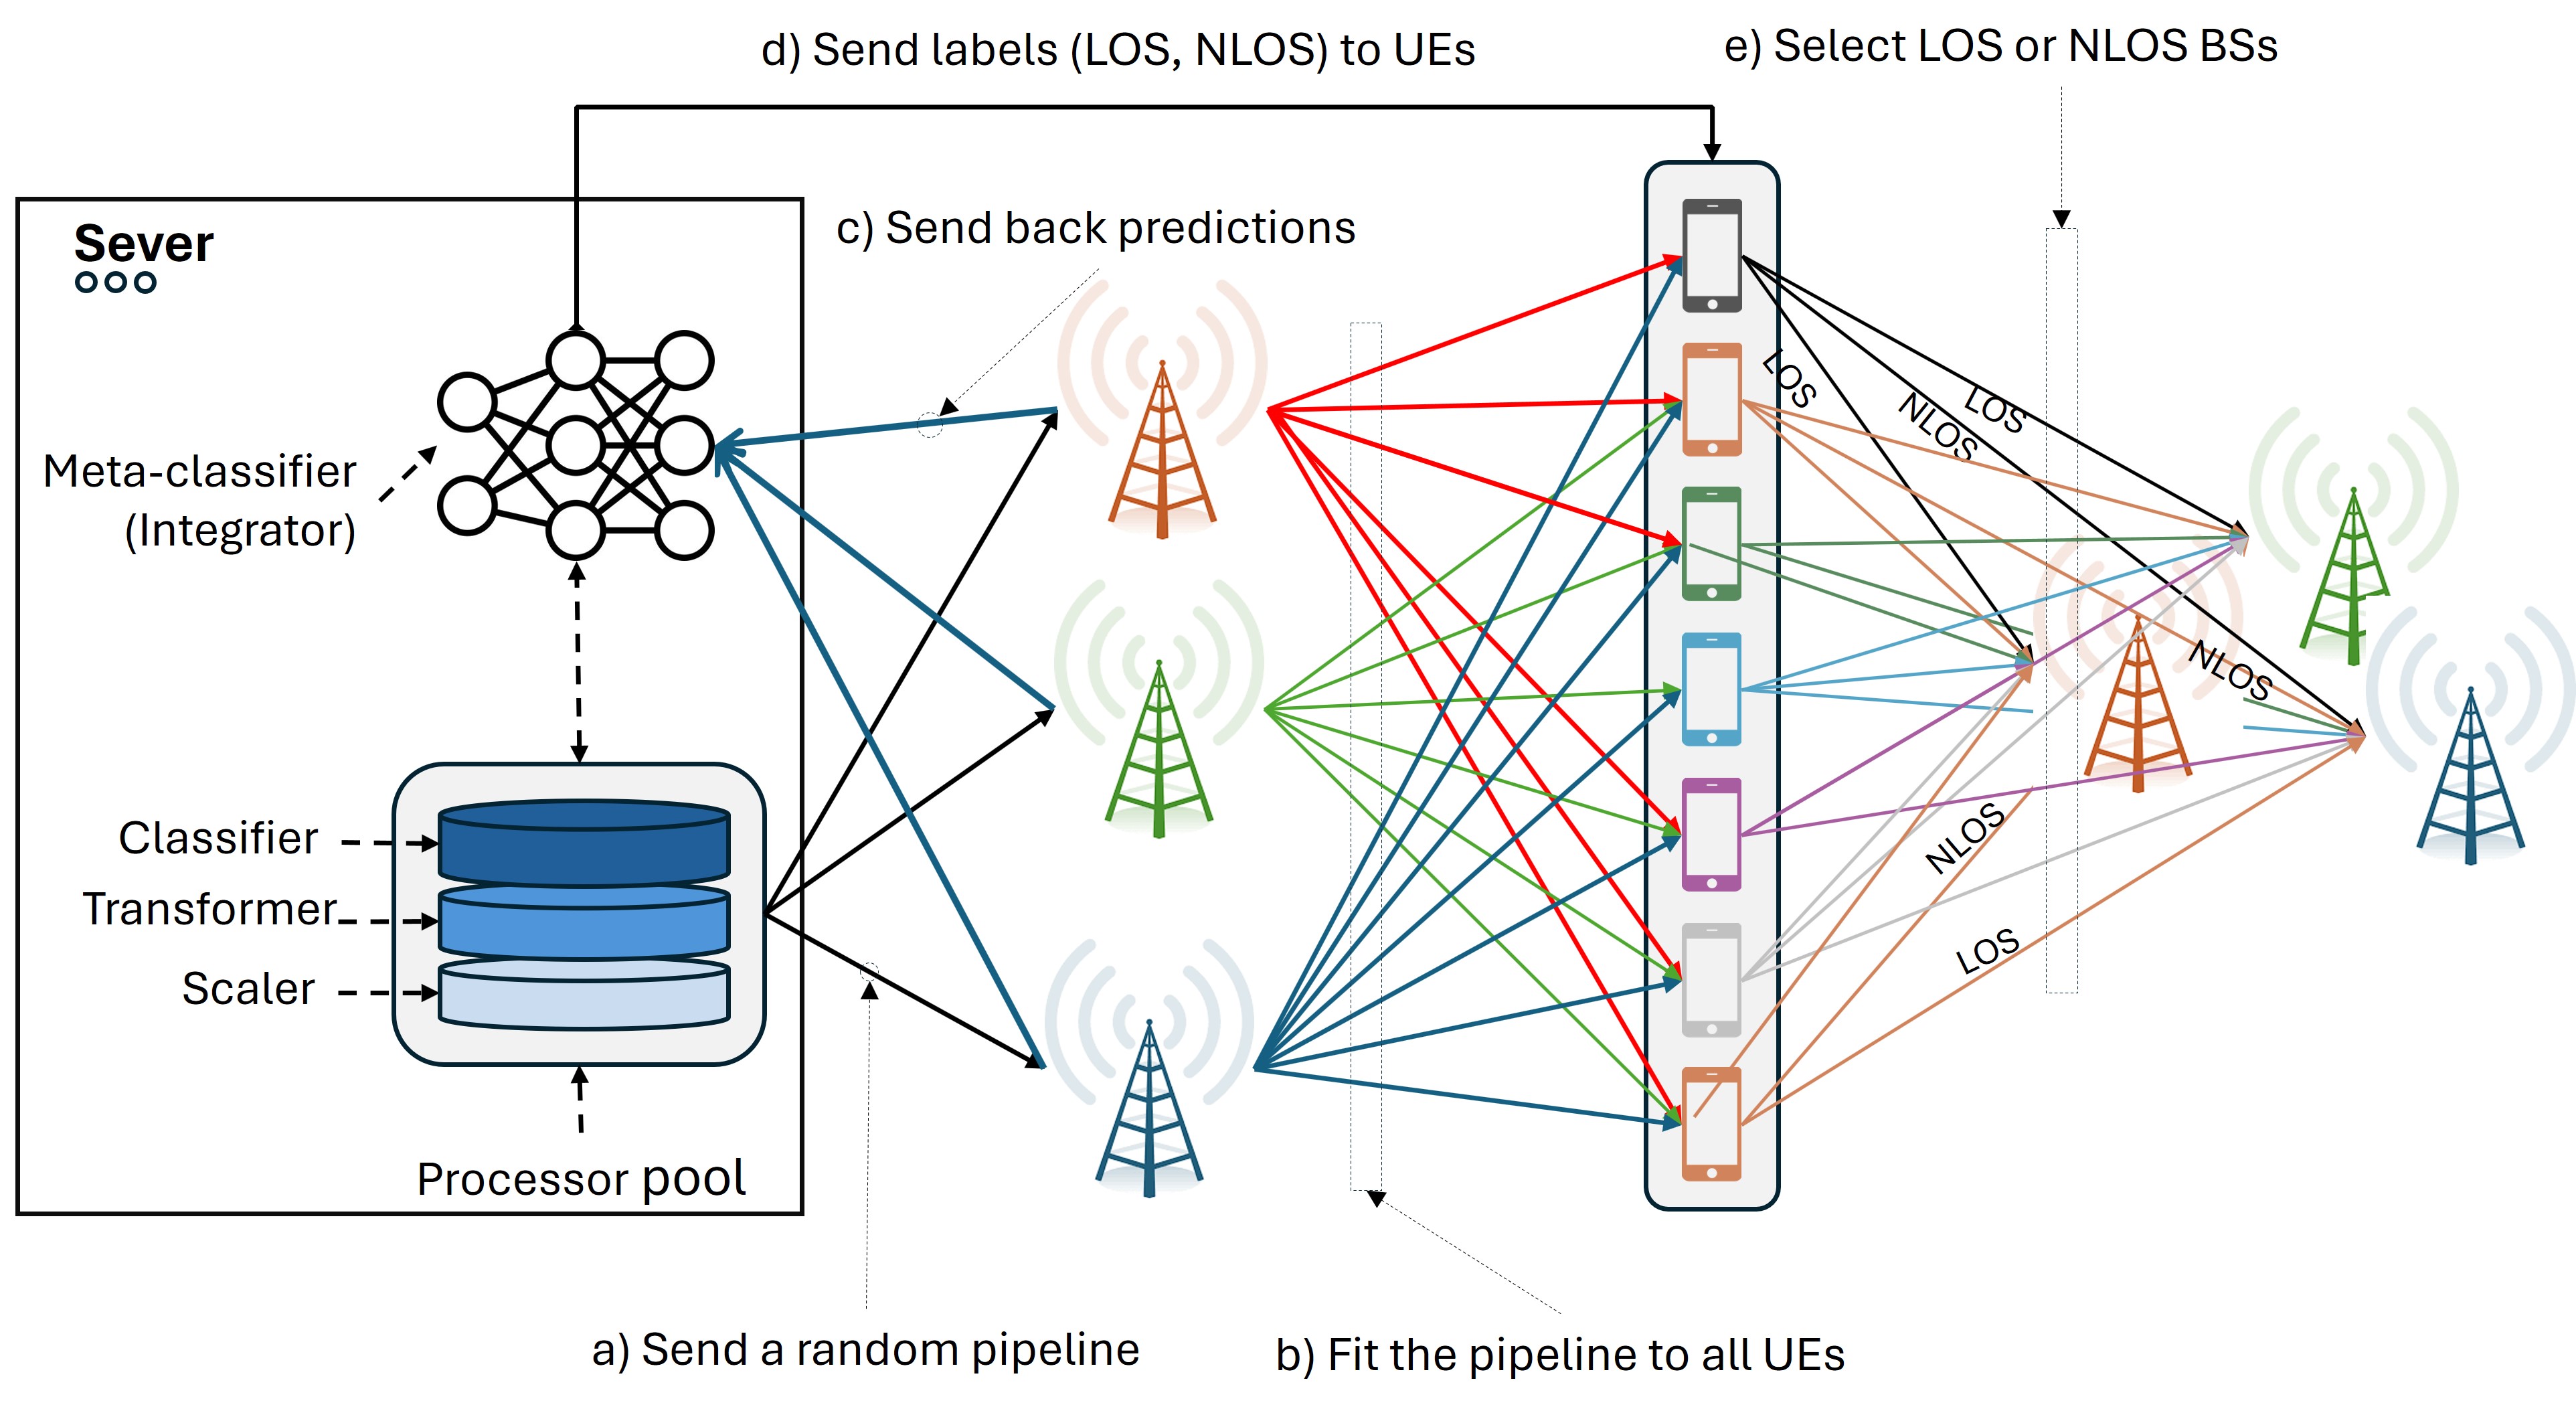 d) Send labels (LOS, NLOS) to UEs
e) Select LOS or NLOS BSs
Sever
c) Send back predictions
Meta-classifier
(Integrator)
LOS
NLOS
LOS
NLOS
NLOS
LOS
Classifier
Transformer
Scaler
Processor pool
a) Send a random pipeline
b) Fit the pipeline to all UEs